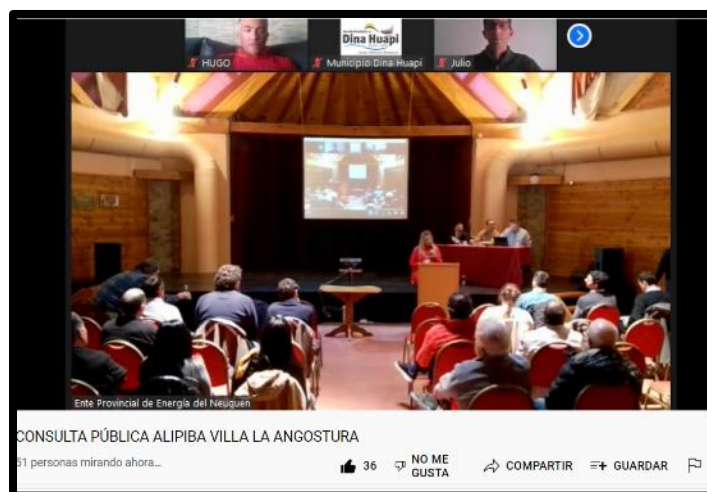 Dina Huapi
HUGO
Municipio Dina Huapi
Julio
Ente Provincial de Energía del Neuquén
CONSULTA PÚBLICA ALIPIBA VILLA LA ANGOSTURA
51 personas mirando ahora...
36
NO ME GUSTA
COMPARTIR
GUARDAR